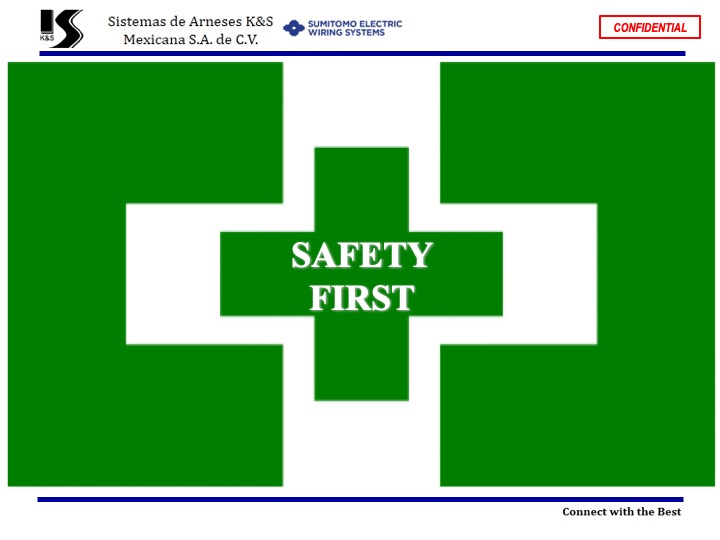 K&S
Sistemas de Arneses K&S
Mexicana S.A. de C.V.
SUMITOMO ELECTRIC
WIRING SYSTEMS
CONFIDENTIAL
SAFETY
FIRST
Connect with the Best